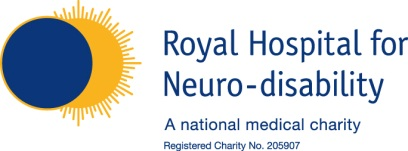 Royal Hospital for
Neuro-disability
A national medical charity
Registered Charity No. 205907